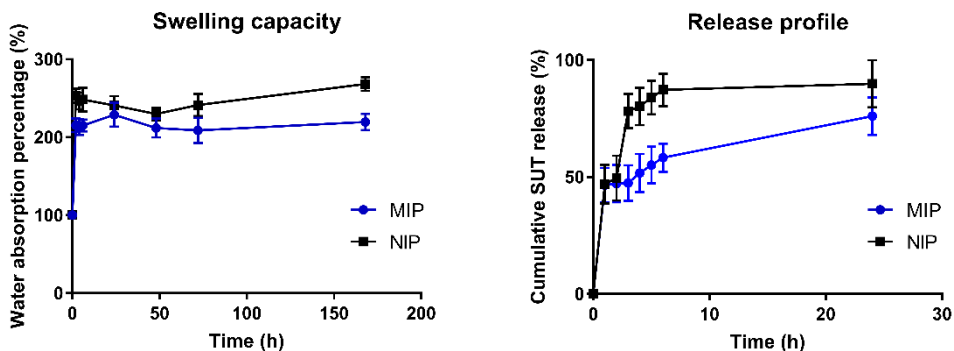 Swelling capacity
Water absorption percentage (%)
300
200
100
0
0
50
100
150
200
Time (h)
MIP
NIP
Release profile
Cumulative SUT release (%)
100
50
0
0
10
20
30
Time (h)
MIP
NIP